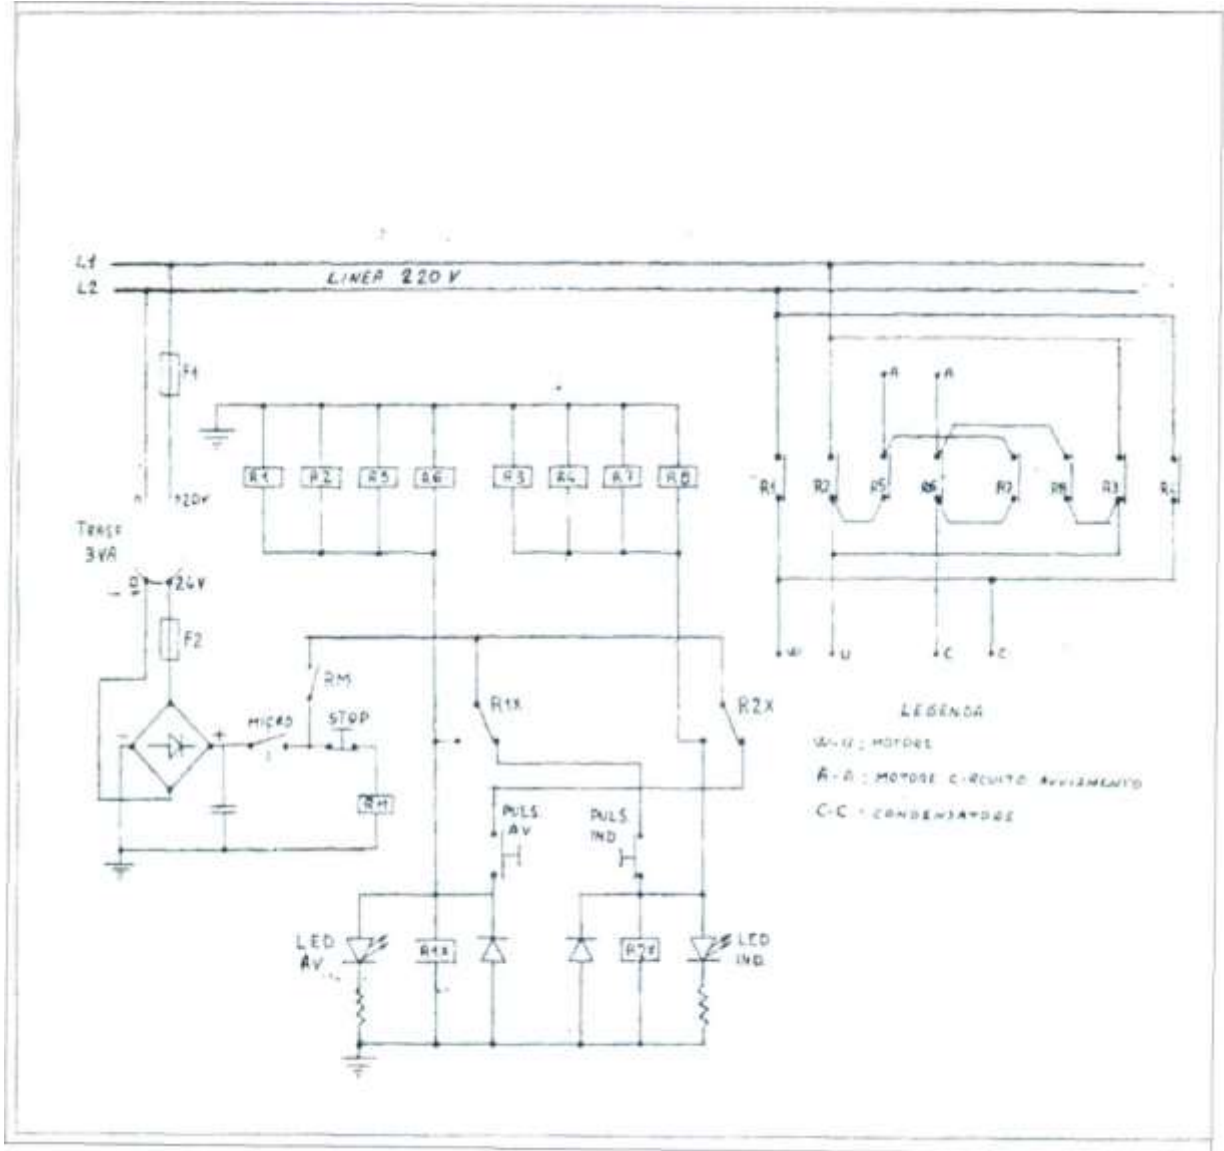 L1
LINEA 220 V
L2
F1
R1 R2 R5 R6 R3 R4 R7 R8
A A
R1 R2 R5 R6 R7 R8 R3 R4
220V
TRASF
3VA
0 24V
F2
RM
R1X
R2X
MICRO STOP
- +
RM
W U C C
LEGENDA
W-U: MOTORE
A-A: MOTORE CIRCUITO AVVIAMENTO
C-C: CONDENSATORE
PULS.
AV
PULS.
IND
LED
AV.
R1X
R2X
LED
IND.